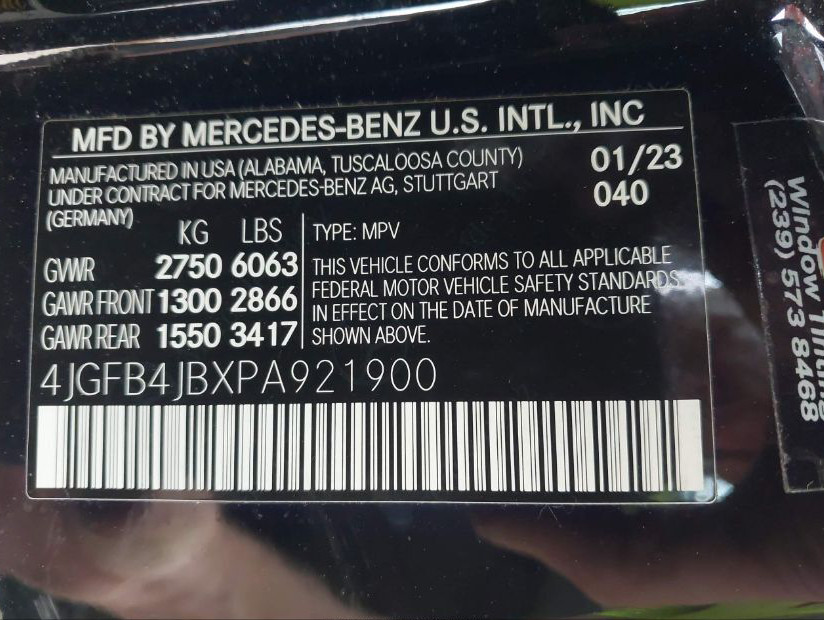 MFD BY MERCEDES-BENZ U.S. INTL., INC
MANUFACTURED IN USA (ALABAMA, TUSCALOOSA COUNTY)
UNDER CONTRACT FOR MERCEDES-BENZ AG, STUTTGART
(GERMANY)
01/23
040
KG LBS
GVWR 2750 6063
GAWR FRONT 1300 2866
GAWR REAR 1550 3417
TYPE: MPV
THIS VEHICLE CONFORMS TO ALL APPLICABLE
FEDERAL MOTOR VEHICLE SAFETY STANDARDS
IN EFFECT ON THE DATE OF MANUFACTURE
SHOWN ABOVE.
4JGFB4JBXPA921900
Window Tinting
(239) 573 8468